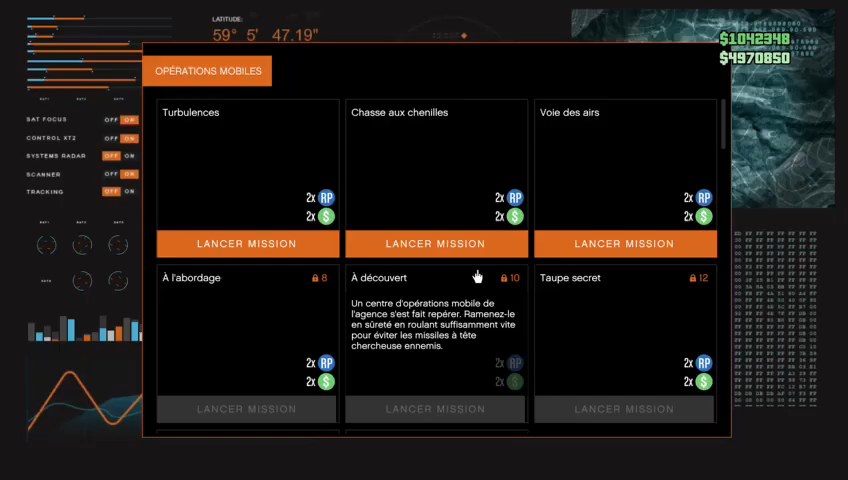 LATITUDE:
59° 5' 47.19"
$1042348
$4970850
OPÉRATIONS MOBILES
SAT FOCUS OFF ON
CONTROL XT2 OFF ON
SYSTEMS RADAR OFF ON
SCANNER OFF ON
TRACKING OFF ON
Turbulences
2x RP
2x $
LANCER MISSION
Chasse aux chenilles
2x RP
2x $
LANCER MISSION
Voie des airs
2x RP
2x $
LANCER MISSION
À l'abordage 8
2x RP
2x $
LANCER MISSION
À découvert 10
Un centre d'opérations mobile de
l'agence s'est fait repérer. Ramenez-le
en sûreté en roulant suffisamment vite
pour éviter les missiles à tête
chercheuse ennemis.
2x RP
2x $
LANCER MISSION
Taupe secret 12
2x RP
2x $
LANCER MISSION